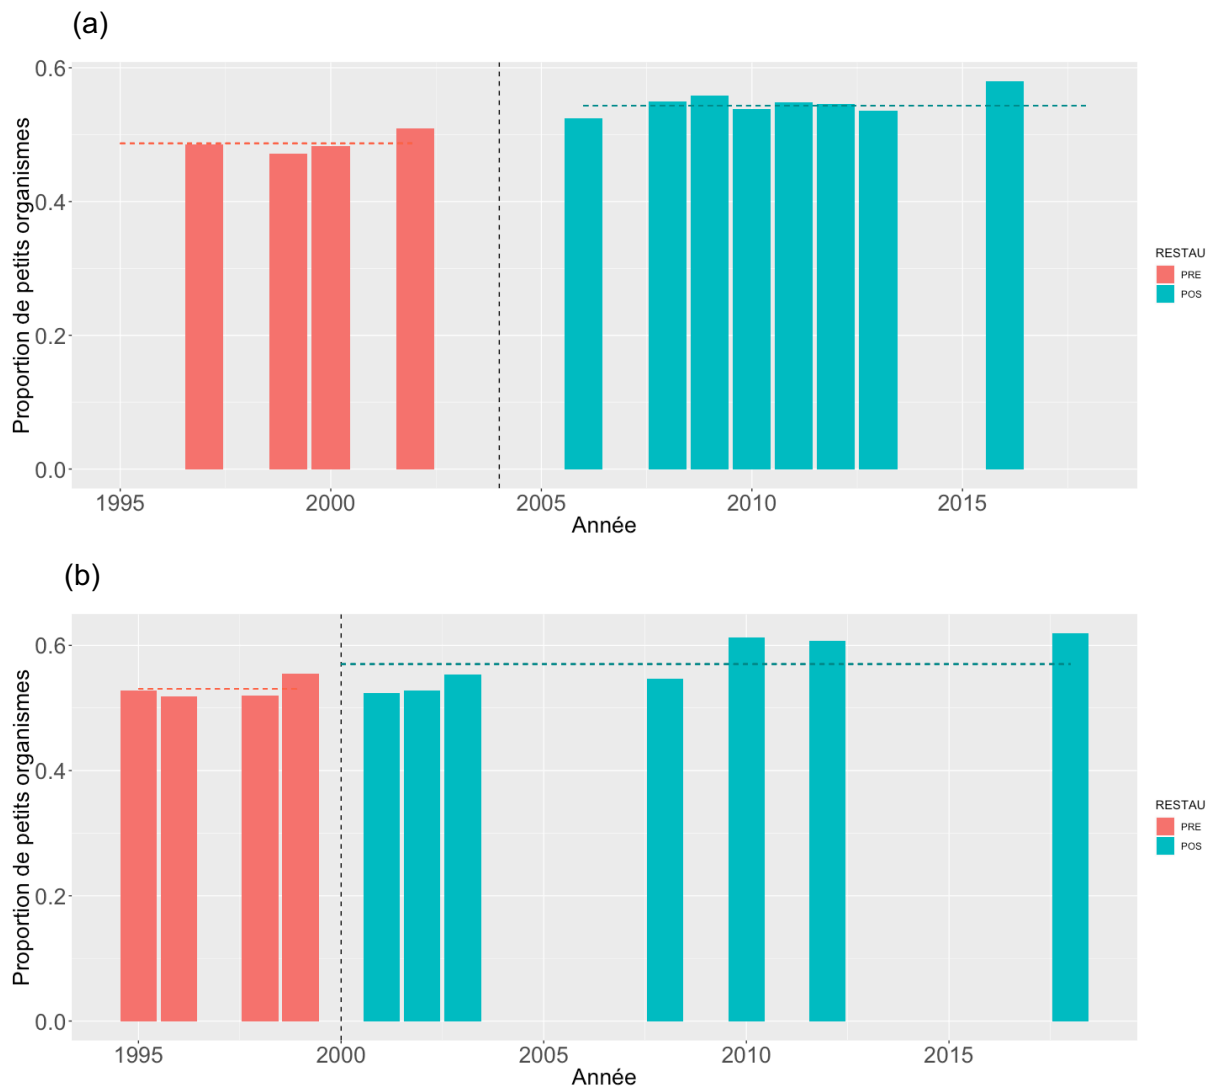 (a)
Proportion de petits organismes
0.6
0.4
0.2
0.0
1995 2000 2005 2010 2015
Année
RESTAU
PRE
POS
(b)
Proportion de petits organismes
0.6
0.4
0.2
0.0
1995 2000 2005 2010 2015
Année
RESTAU
PRE
POS